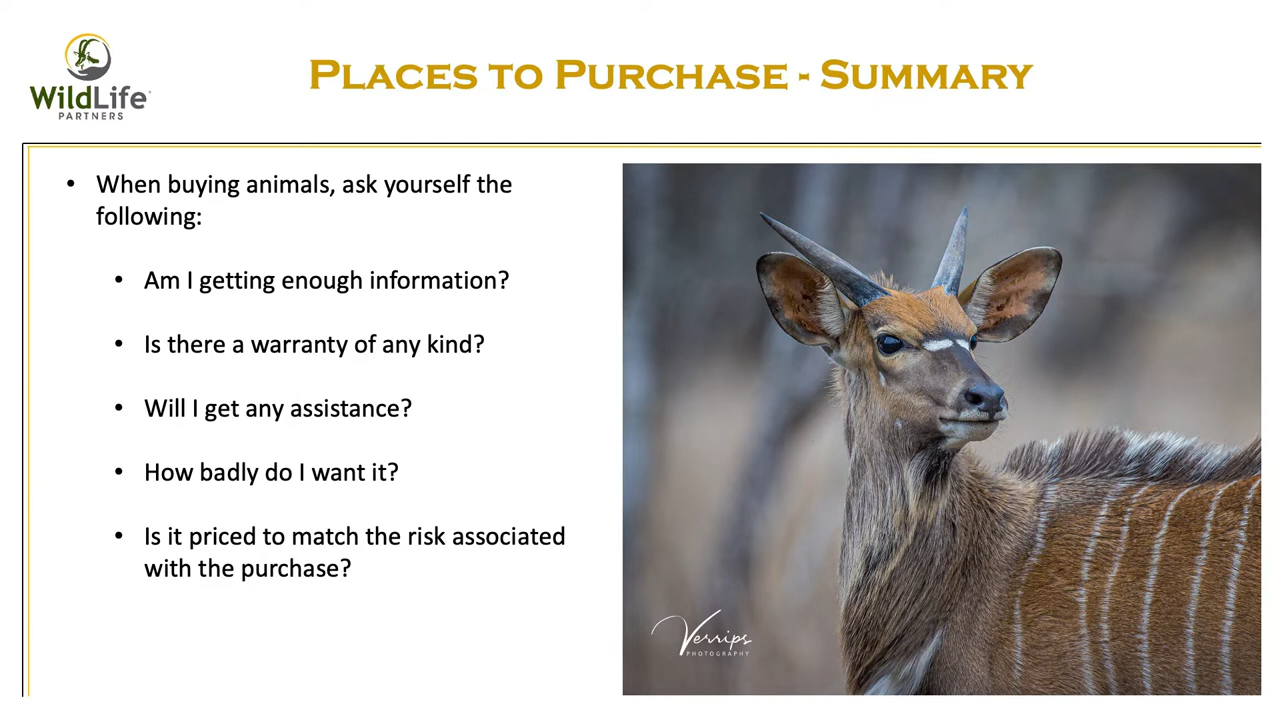 WildLife
PARTNERS
PLACES TO PURCHASE - SUMMARY
• When buying animals, ask yourself the
following:
• Am I getting enough information?
• Is there a warranty of any kind?
• Will I get any assistance?
• How badly do I want it?
• Is it priced to match the risk associated
with the purchase?
Verrips
PHOTOGRAPHY